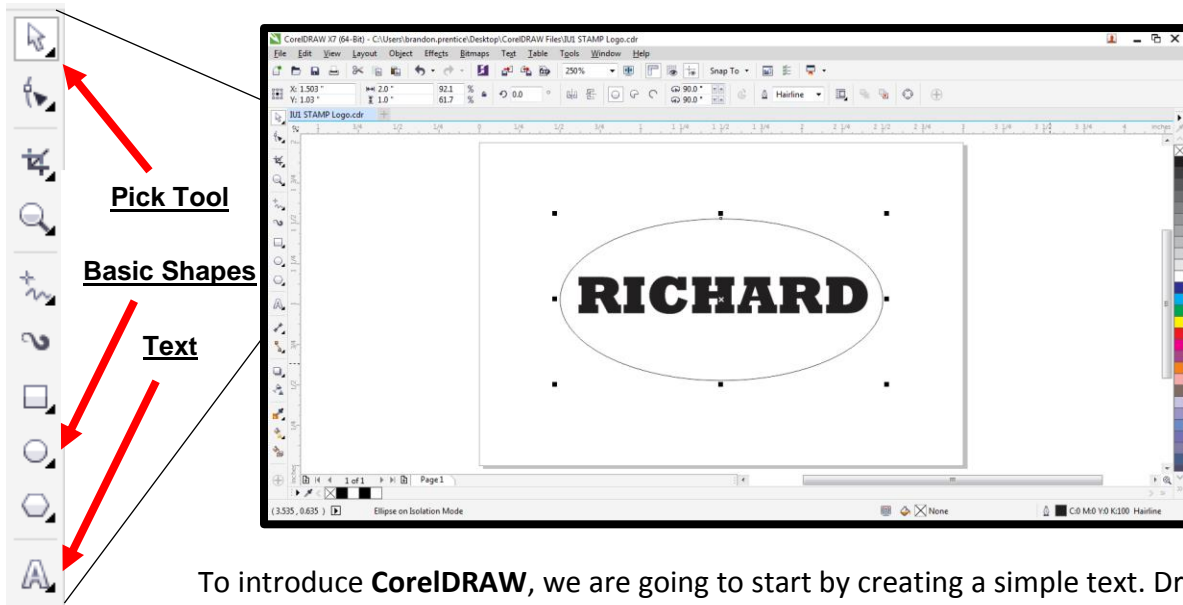 Pick Tool
Basic Shapes
Text
CorelDRAW X7 (64-Bit) - C:\Users\brandon.prentice\Desktop\CorelDRAW Files\IU1 STAMP Logo.cdr
File Edit View Layout Object Effects Bitmaps Text Table Tools Window Help
250% Snap To
X: 1.503 " 2.0 " 92.1 % 0.0 ° 90.0 ° Hairline
Y: 1.03 " 1.0 " 61.7 % 90.0 °
IU1 STAMP Logo.cdr
RICHARD
1 of 1 Page 1
(3.535, 0.635 ) Ellipse on Isolation Mode None C:0 M:0 Y:0 K:100 Hairline
To introduce CorelDRAW, we are going to start by creating a simple text. Dr